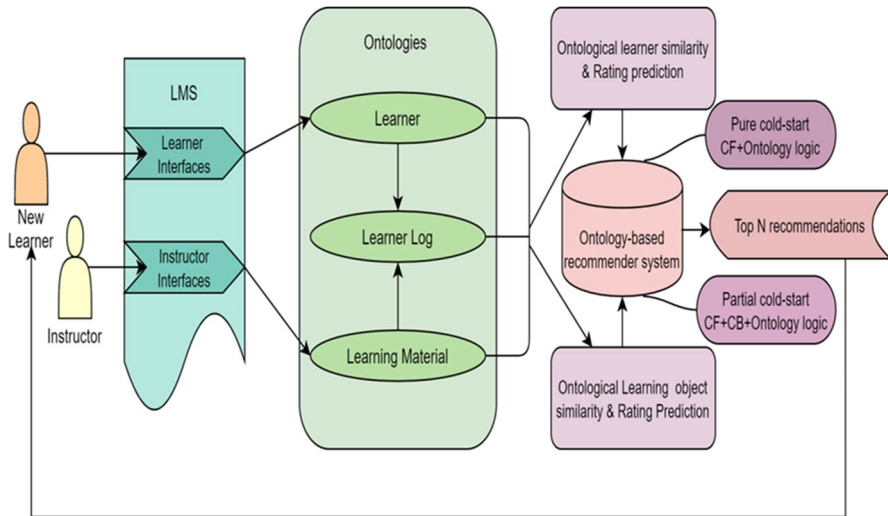 New
Learner
Instructor
LMS
Learner
Interfaces
Instructor
Interfaces
Ontologies
Learner
Learner Log
Learning Material
Ontological learner similarity
& Rating prediction
Pure cold-start
CF+Ontology logic
Ontology-based
recommender system
Top N recommendations
Partial cold-start
CF+CB+Ontology logic
Ontological Learning object
similarity & Rating Prediction